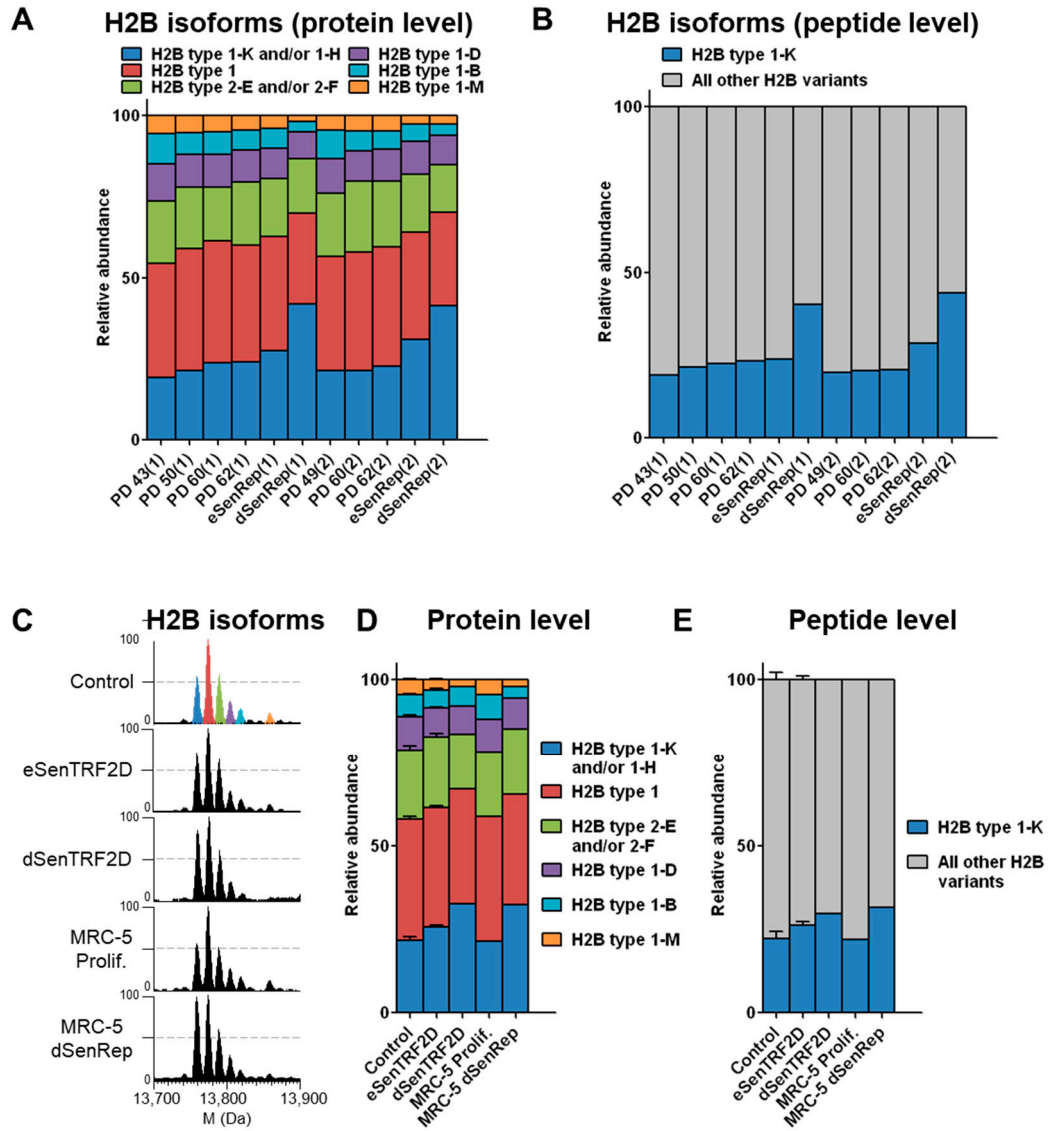 A
H2B isoforms (protein level)
H2B type 1-K and/or 1-H
H2B type 1
H2B type 2-E and/or 2-F
H2B type 1-D
H2B type 1-B
H2B type 1-M
Relative abundance
100
50
0
PD 43(1)
PD 50(1)
PD 60(1)
PD 62(1)
eSenRep(1)
dSenRep(1)
PD 49(2)
PD 60(2)
PD 62(2)
eSenRep(2)
dSenRep(2)
B
H2B isoforms (peptide level)
H2B type 1-K
All other H2B variants
Relative abundance
100
50
0
PD 43(1)
PD 50(1)
PD 60(1)
PD 62(1)
eSenRep(1)
dSenRep(1)
PD 49(2)
PD 60(2)
PD 62(2)
eSenRep(2)
dSenRep(2)
C
H2B isoforms
100
Control
0
100
eSenTRF2D
0
100
dSenTRF2D
0
100
MRC-5
Prolif.
0
100
MRC-5
dSenRep
0
13,700
13,800
13,900
M (Da)
D
Protein level
Relative abundance
100
50
0
Control
eSenTRF2D
dSenTRF2D
MRC-5 Prolif.
MRC-5 dSenRep
H2B type 1-K
and/or 1-H
H2B type 1
H2B type 2-E
and/or 2-F
H2B type 1-D
H2B type 1-B
H2B type 1-M
E
Peptide level
Relative abundance
100
50
0
Control
eSenTRF2D
dSenTRF2D
MRC-5 Prolif.
MRC-5 dSenRep
H2B type 1-K
All other H2B
variants